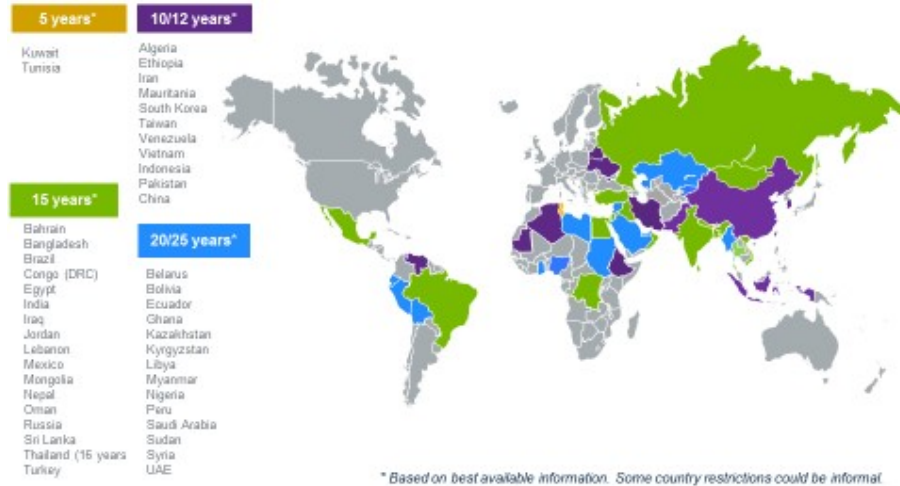 5 years*
Kuwait
Tunisia
10/12 years*
Algeria
Ethiopia
Iran
Mauritania
South Korea
Taiwan
Venezuela
Vietnam
Indonesia
Pakistan
China
15 years*
Bahrain
Bangladesh
Brazil
Congo (DRC)
Egypt
India
Iraq
Jordan
Lebanon
Mexico
Mongolia
Nepal
Oman
Russia
Sri Lanka
Thailand (16 years
Turkey
20/25 years*
Belarus
Bolivia
Ecuador
Ghana
Kazakhstan
Kyrgyzstan
Libya
Myanmar
Nigeria
Peru
Saudi Arabia
Sudan
Syria
UAE
* Based on best available information. Some country restrictions could be informal.